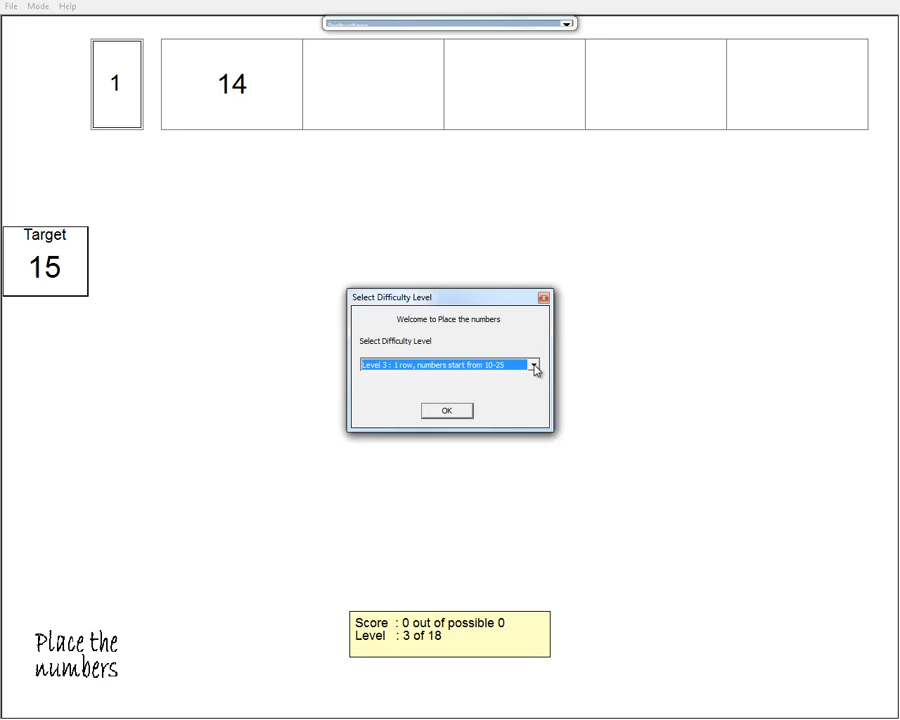 File Mode Help
1
14
Target
15
Select Difficulty Level
Welcome to Place the numbers
Select Difficulty Level
Level 3 : 1 row, numbers start from 10-25
OK
Score : 0 out of possible 0
Level : 3 of 18
Place the
numbers